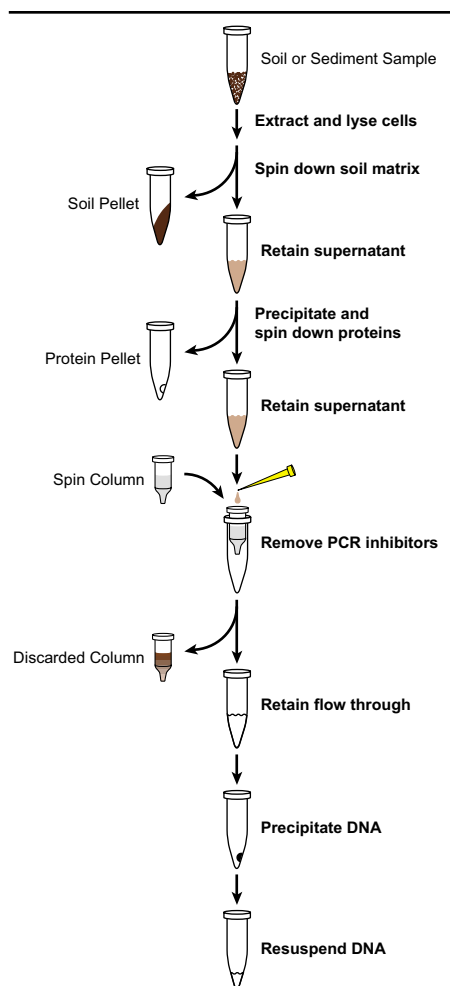 Soil or Sediment Sample
Extract and lyse cells
Spin down soil matrix
Soil Pellet
Retain supernatant
Precipitate and
spin down proteins
Protein Pellet
Retain supernatant
Spin Column
Remove PCR inhibitors
Discarded Column
Retain flow through
Precipitate DNA
Resuspend DNA